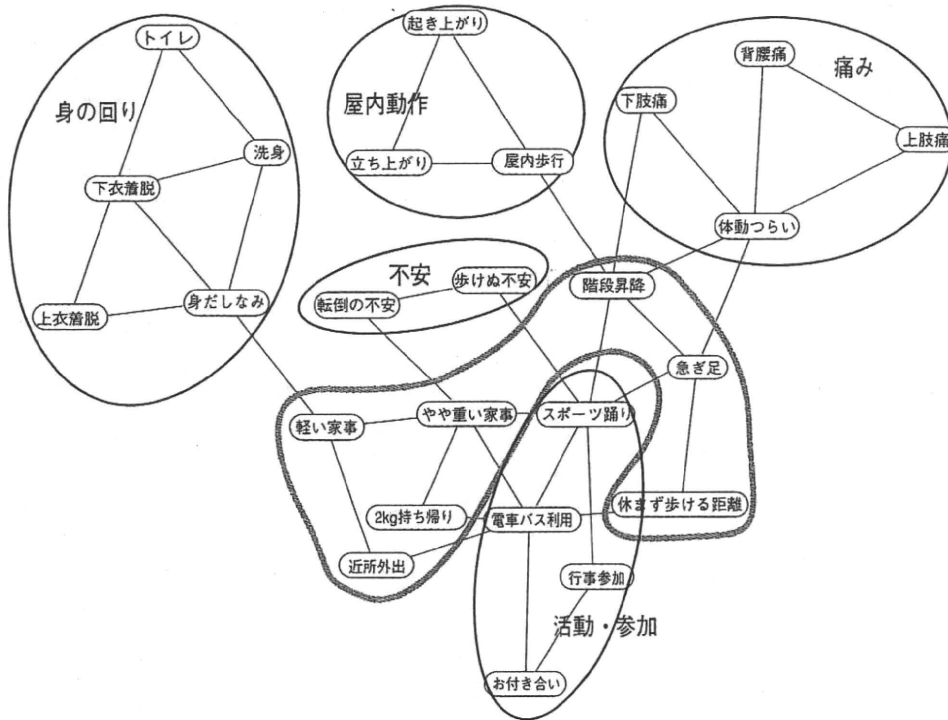 トイレ
身の回り
洗身
下衣着脱
上衣着脱
身だしなみ
起き上がり
屋内動作
立ち上がり
屋内歩行
背腰痛
痛み
下肢痛
上肢痛
体動つらい
不安
歩けぬ不安
転倒の不安
階段昇降
急ぎ足
軽い家事
やや重い家事
スポーツ踊り
2kg持ち帰り
電車バス利用
休まず歩ける距離
近所外出
行事参加
活動・参加
お付き合い